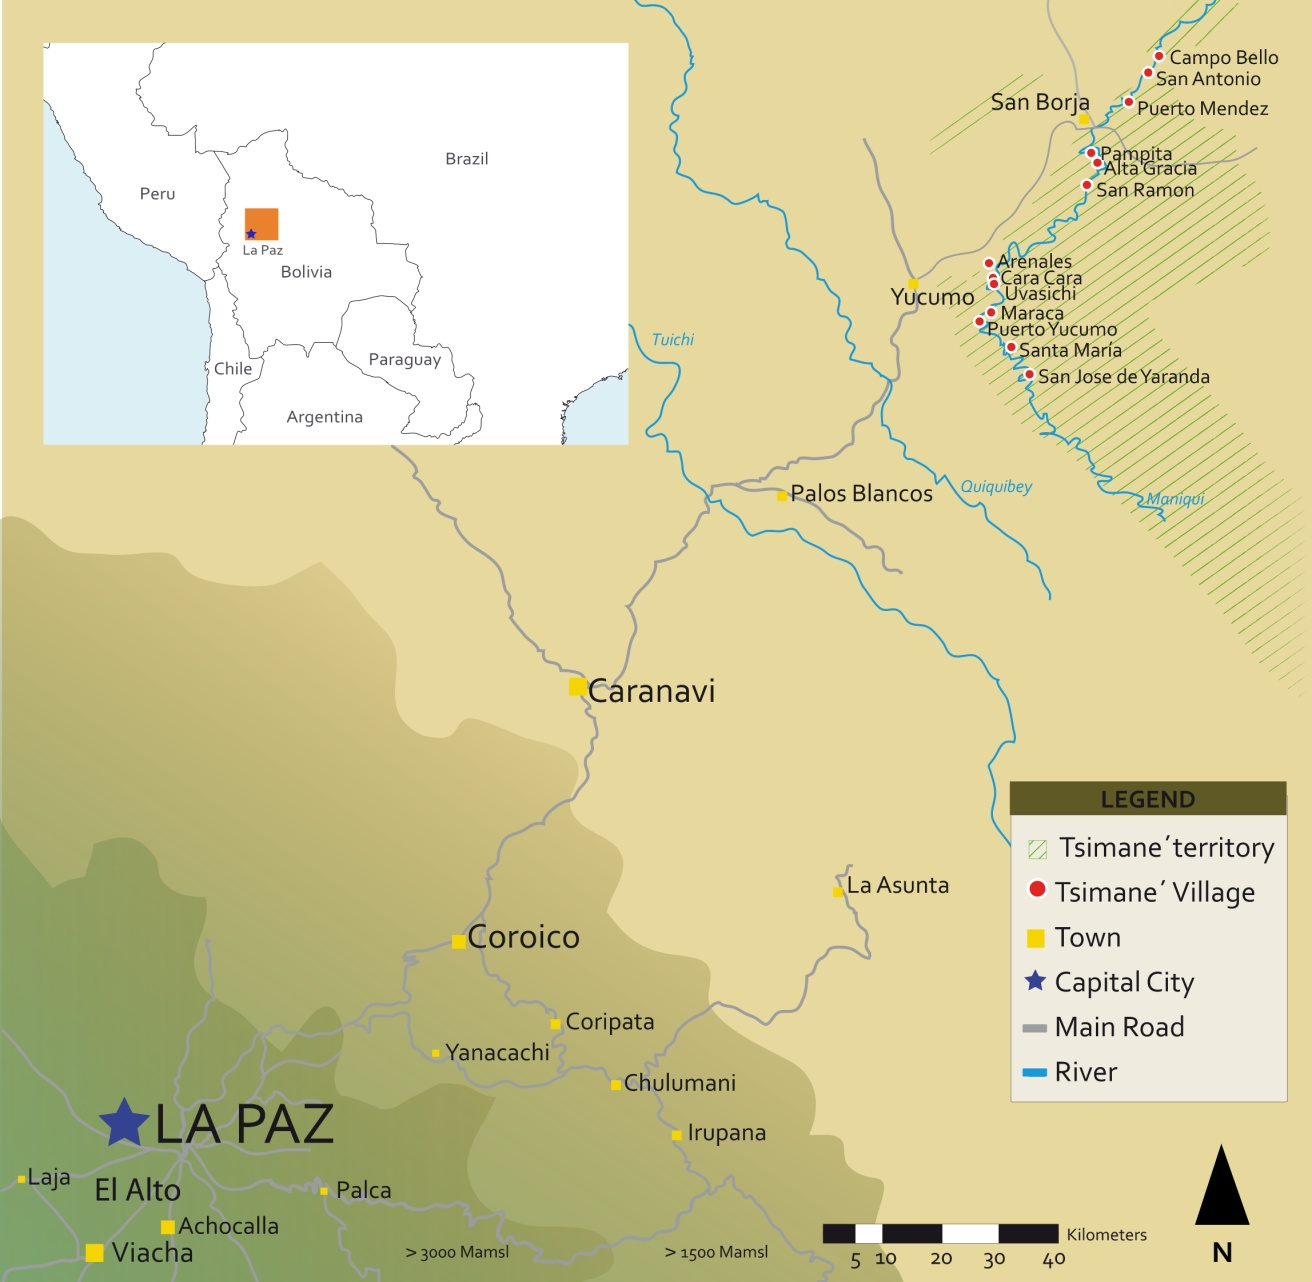 Campo Bello
San Antonio
San Borja
Puerto Mendez
Brazil
Pampita
Alta Gracia
Peru
San Ramon
La Paz
Arenales
Bolivia
Cara Cara
Uvasichi
Yucumo
Maraca
Puerto Yucumo
Tuichi
Santa María
Paraguay
Chile
San Jose de Yaranda
Argentina
Quiquibey
Palos Blancos
Maniqui
Caranavi
LEGEND
Tsimane´territory
Tsimane´ Village
Town
Capital City
Main Road
River
La Asunta
Coroico
Coripata
Yanacachi
Chulumani
LA PAZ
Irupana
Laja
El Alto
Palca
Achocalla
Viacha
> 3000 Mamsl
> 1500 Mamsl
Kilometers
5 10 20 30 40
N